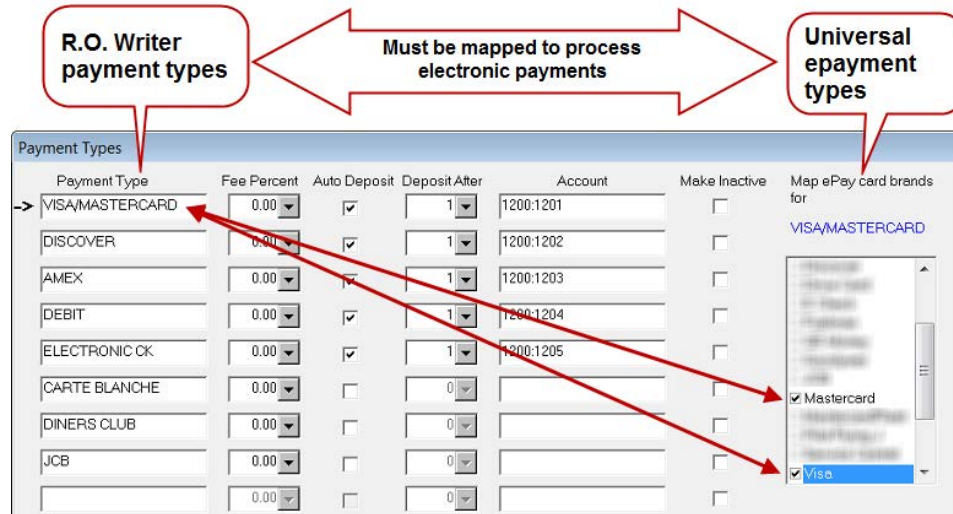 R.O. Writer
payment types
Must be mapped to process
electronic payments
Universal
epayment
types
Payment Types
Payment Type Fee Percent Auto Deposit Deposit After Account Make Inactive Map ePay card brands
for
-> VISA/MASTERCARD 0.00 1 1200:1201
VISA/MASTERCARD
DISCOVER 0.00 1 1200:1202
AMEX 0.00 1 1200:1203
DEBIT 0.00 1 1200:1204
ELECTRONIC CK 0.00 1 1200:1205
CARTE BLANCHE 0.00 0
Mastercard
DINERS CLUB 0.00 0
JCB 0.00 0
Visa
0.00 0